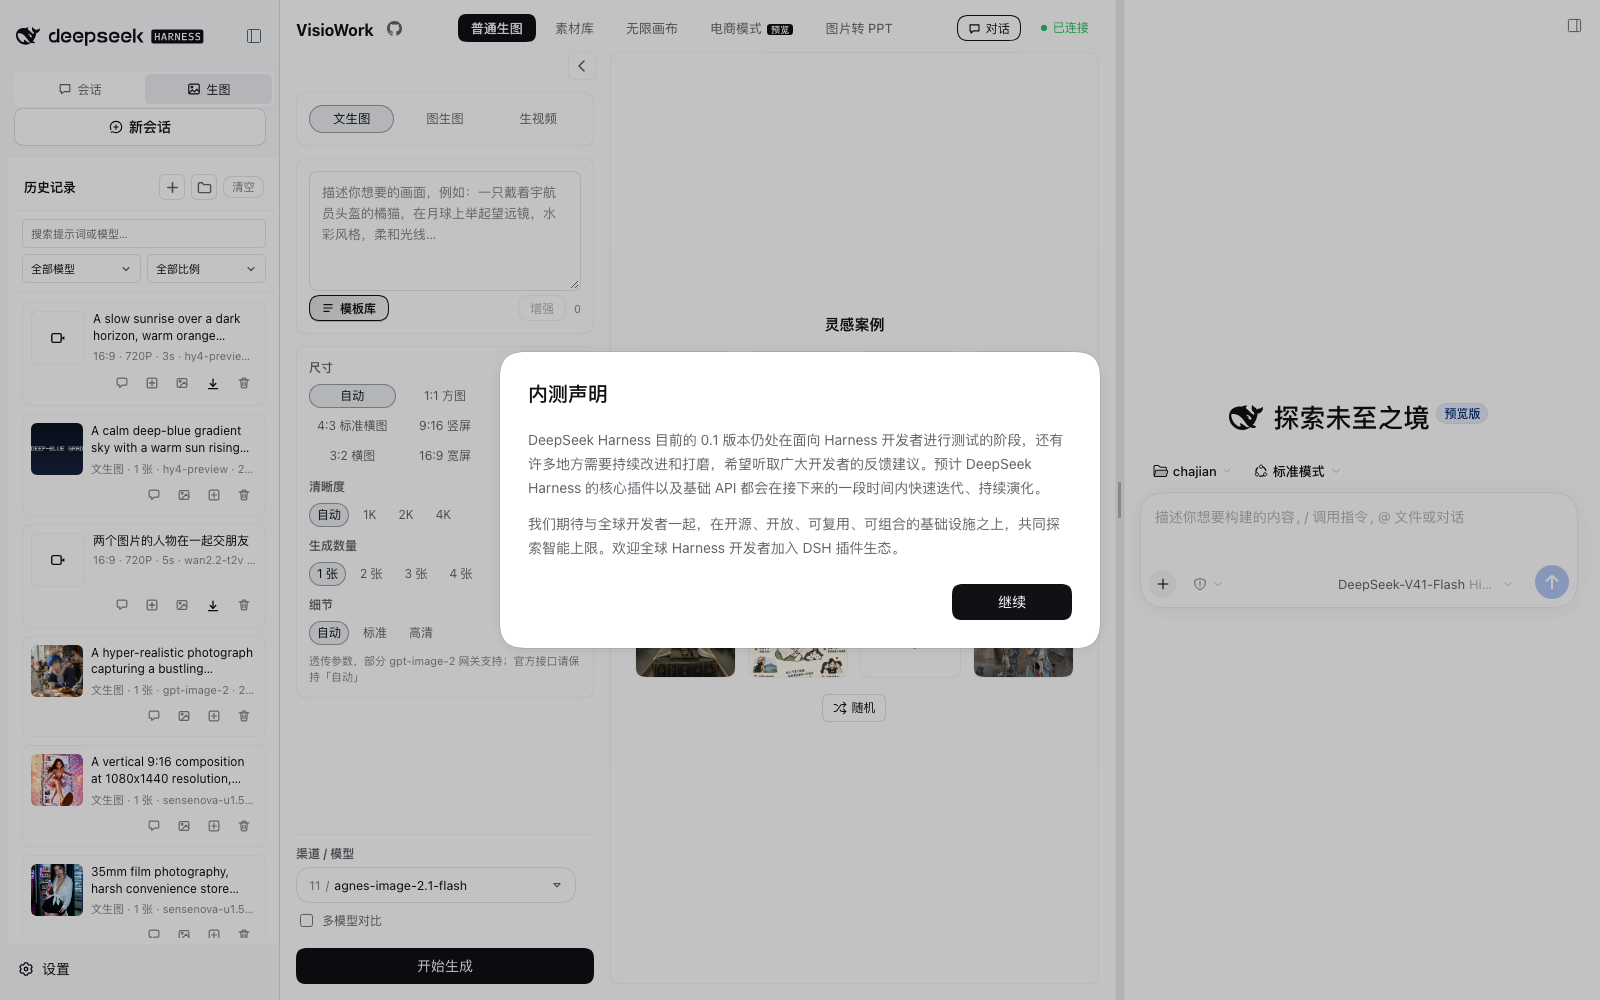 deepseek HARNESS
会话
生图
新会话
历史记录
清空
搜索提示词或模型...
全部模型
全部比例
A slow sunrise over a dark
horizon, warm orange...
16:9 · 720P · 3s · hy4-previe...
A calm deep-blue gradient
sky with a warm sun rising...
文生图 · 1 张 · hy4-preview · 2...
两个图片的人物在一起交朋友
16:9 · 720P · 5s · wan2.2-t2v ...
A hyper-realistic photograph
capturing a bustling...
文生图 · 1 张 · gpt-image-2 · 2...
A vertical 9:16 composition
at 1080x1440 resolution,...
文生图 · 1 张 · sensenova-u1.5...
35mm film photography,
harsh convenience store...
文生图 · 1 张 · sensenova-u1.5...
设置
VisioWork
普通生图
素材库
无限画布
电商模式 预览
图片转 PPT
对话
已连接
文生图
图生图
生视频
描述你想要的画面，例如：一只戴着宇航
员头盔的橘猫，在月球上举起望远镜，水
彩风格，柔和光线...
模板库
增强
0
尺寸
自动
1:1 方图
4:3 标准横图
9:16 竖屏
3:2 横图
16:9 宽屏
清晰度
自动
1K
2K
4K
生成数量
1 张
2 张
3 张
4 张
细节
自动
标准
高清
透传参数，部分 gpt-image-2 网关支持；官方接口请保
持「自动」
渠道 / 模型
11 / agnes-image-2.1-flash
多模型对比
开始生成
灵感案例
随机
内测声明
DeepSeek Harness 目前的 0.1 版本仍处在面向 Harness 开发者进行测试的阶段，还有
许多地方需要持续改进和打磨，希望听取广大开发者的反馈建议。预计 DeepSeek
Harness 的核心插件以及基础 API 都会在接下来的一段时间内快速迭代、持续演化。
我们期待与全球开发者一起，在开源、开放、可复用、可组合的基础设施之上，共同探
索智能上限。欢迎全球 Harness 开发者加入 DSH 插件生态。
继续
探索未至之境
预览版
chajian
标准模式
描述你想要构建的内容, / 调用指令, @ 文件或对话
DeepSeek-V41-Flash Hi...